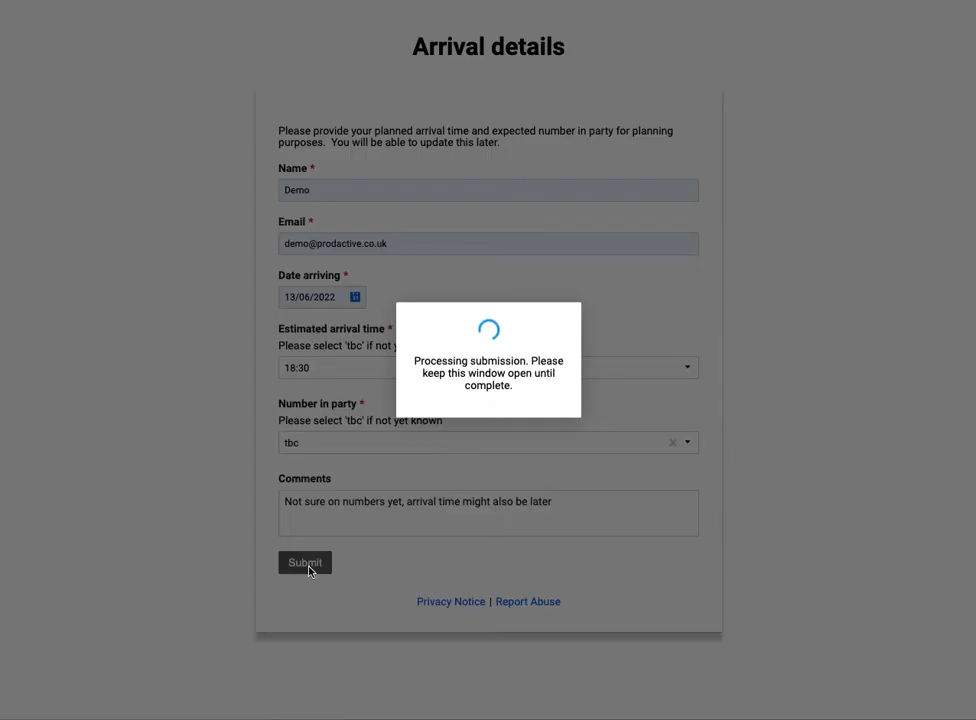 Arrival details
Please provide your planned arrival time and expected number in party for planning
purposes. You will be able to update this later.
Name *
Demo
Email *
demo@prodactive.co.uk
Date arriving *
13/06/2022
Estimated arrival time *
Please select 'tbc' if not
18:30
Processing submission. Please
keep this window open until
complete.
Number in party *
Please select 'tbc' if not yet known
tbc
Comments
Not sure on numbers yet, arrival time might also be later
Submit
Privacy Notice | Report Abuse